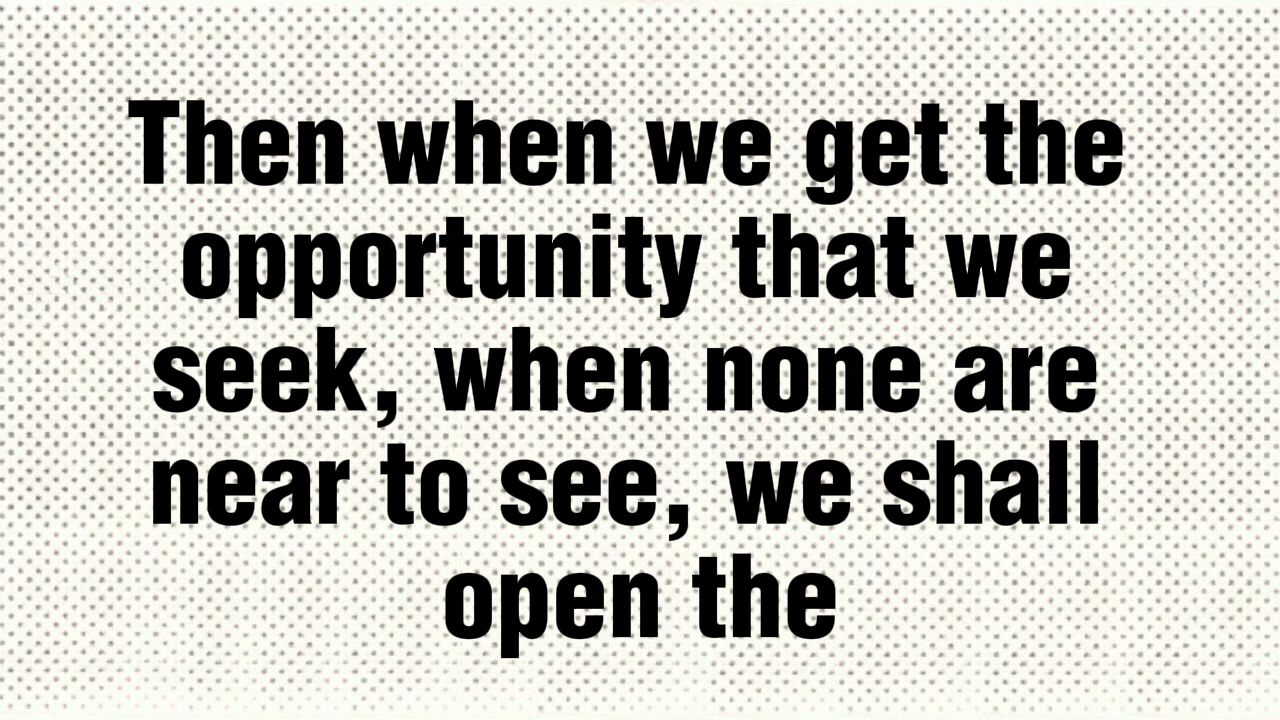 Then when we get the
opportunity that we
seek, when none are
near to see, we shall
open the